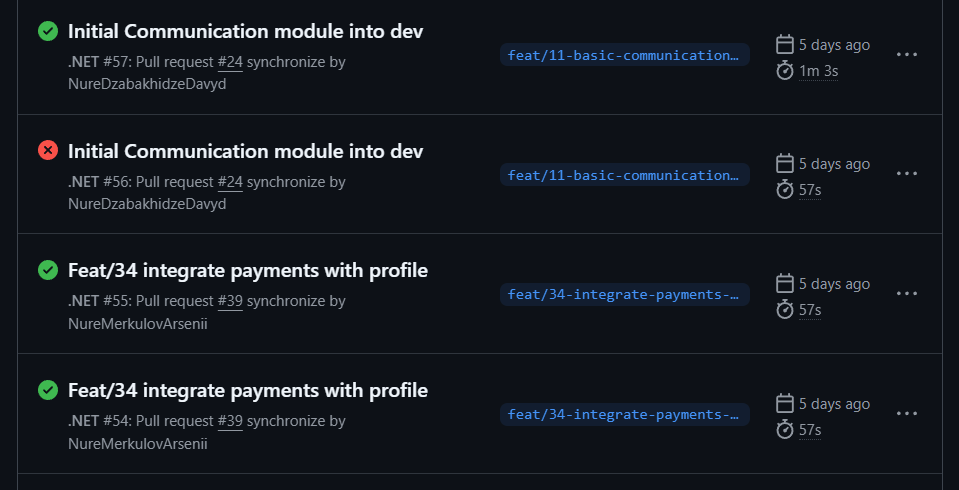 Initial Communication module into dev
.NET #57: Pull request #24 synchronize by
NureDzabakhidzeDavyd
feat/11-basic-communication…
5 days ago
1m 3s
Initial Communication module into dev
.NET #56: Pull request #24 synchronize by
NureDzabakhidzeDavyd
feat/11-basic-communication…
5 days ago
57s
Feat/34 integrate payments with profile
.NET #55: Pull request #39 synchronize by
NureMerkulovArsenii
feat/34-integrate-payments-…
5 days ago
57s
Feat/34 integrate payments with profile
.NET #54: Pull request #39 synchronize by
NureMerkulovArsenii
feat/34-integrate-payments-…
5 days ago
57s